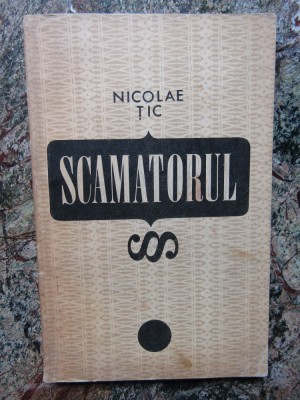 NICOLAE
ȚIC
SCAMATORUL
§